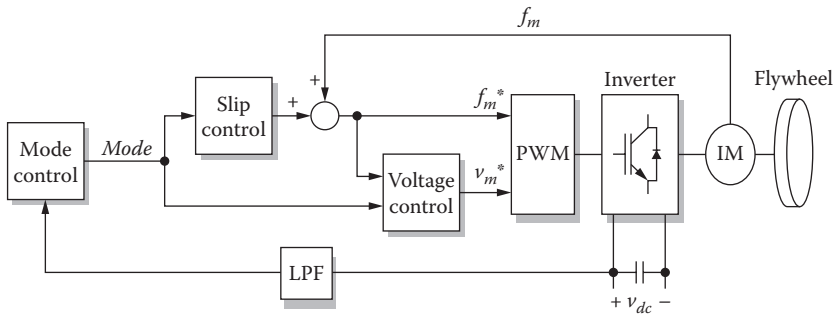 f_m
Inverter
Flywheel
+
Slip
control
+
f_m*
Mode
control
Mode
PWM
IM
Voltage
control
v_m*
LPF
+ v_dc −